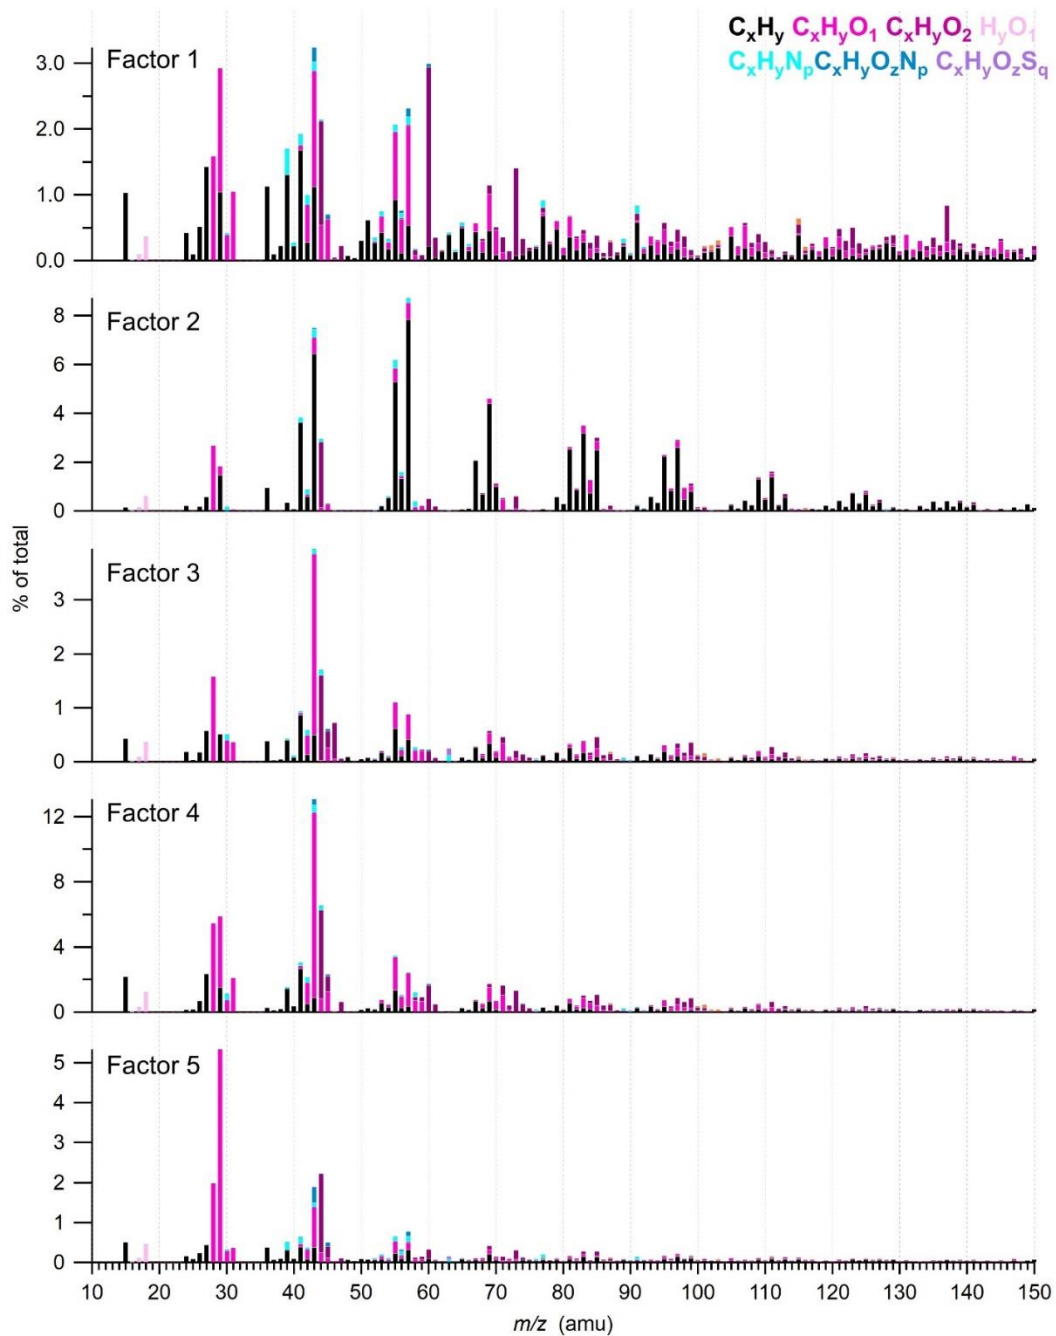 CxHy CxHyO1 CxHyO2 HyO1
CxHyNp CxHyOzNp CxHyOzSq
Factor 1
3.0
2.0
1.0
0.0
Factor 2
8
6
4
2
0
% of total
Factor 3
3
2
1
0
Factor 4
12
8
4
0
Factor 5
5
4
3
2
1
0
10 20 30 40 50 60 70 80 90 100 110 120 130 140 150
m/z (amu)